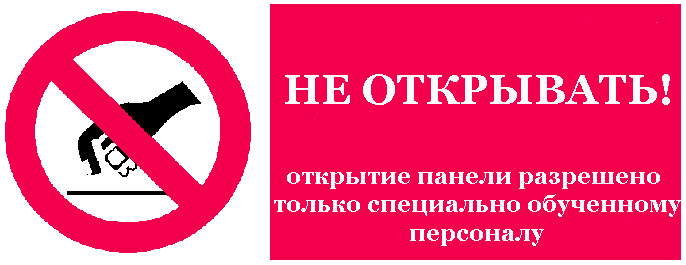 НЕ ОТКРЫВАТЬ!
открытие панели разрешено
только специально обученному
персоналу